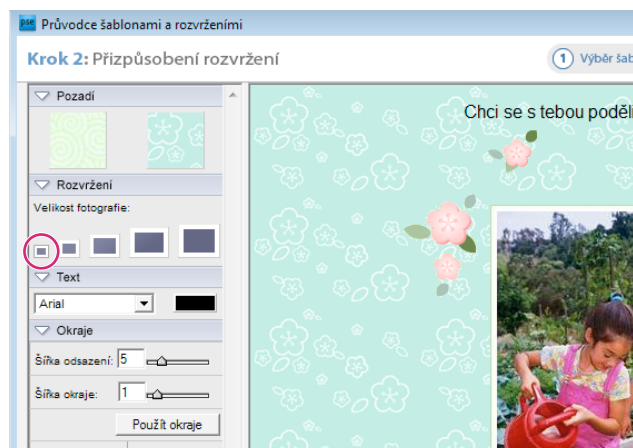 pse Průvodce šablonami a rozvrženími
Krok 2: Přizpůsobení rozvržení
1 Výběr šab
Pozadí
Chci se s tebou poděli
Rozvržení
Velikost fotografie:
Text
Arial
Okraje
Šířka odsazení: 5
Šířka okraje: 1
Použít okraje